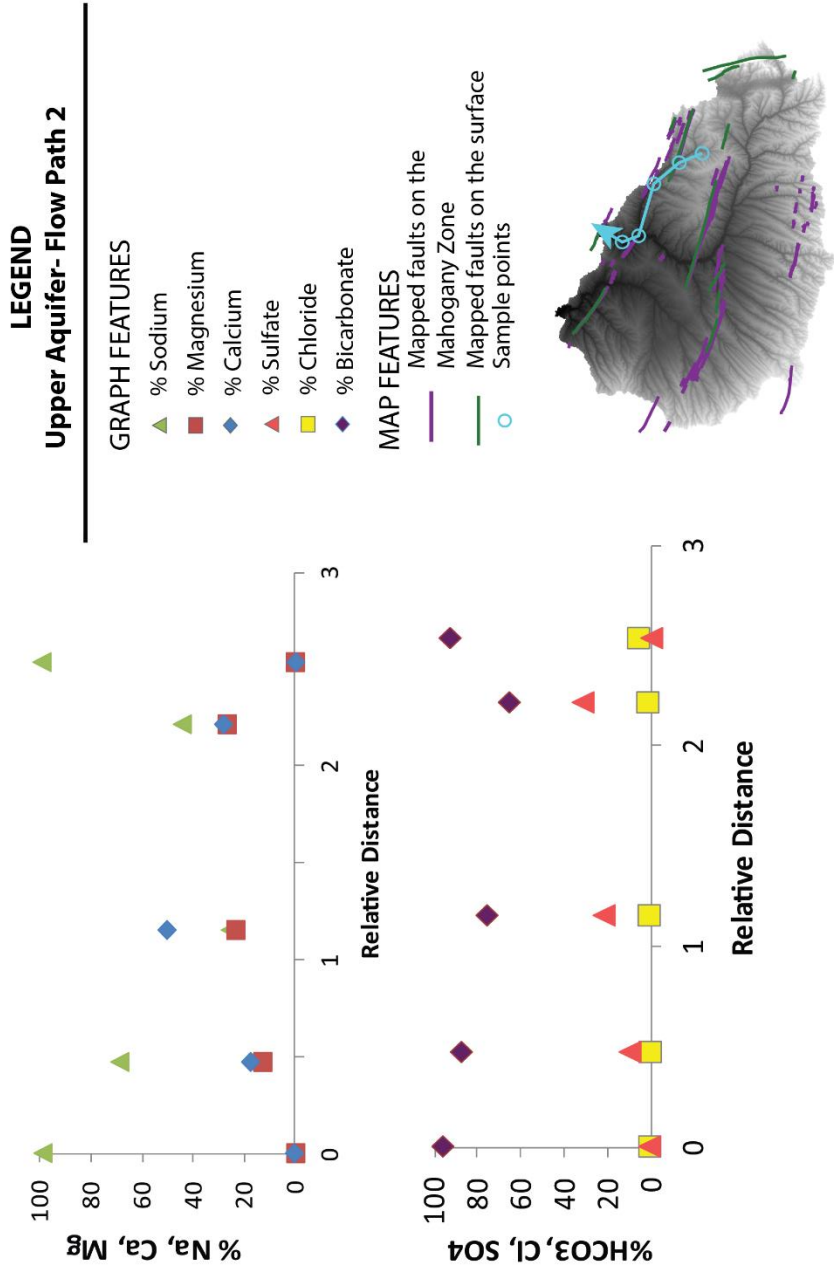 LEGEND
Upper Aquifer- Flow Path 2
GRAPH FEATURES
% Sodium
% Magnesium
% Calcium
% Sulfate
% Chloride
% Bicarbonate
MAP FEATURES
Mapped faults on the
Mahogany Zone
Mapped faults on the surface
Sample points
% Na, Ca, Mg
100
80
60
40
20
0
0
1
2
3
Relative Distance
%HCO3, Cl, SO4
100
80
60
40
20
0
0
1
2
3
Relative Distance